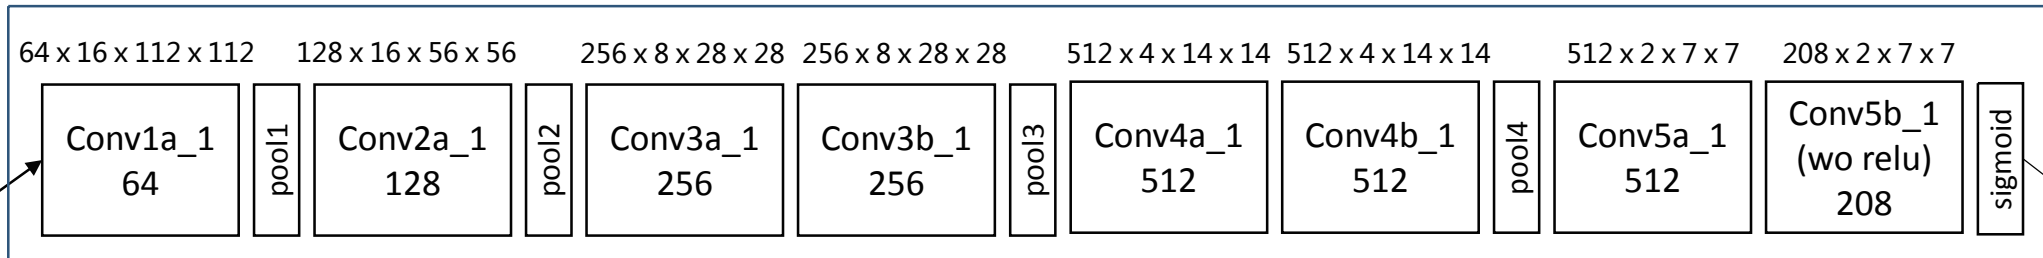 64 x 16 x 112 x 112
128 x 16 x 56 x 56
256 x 8 x 28 x 28
256 x 8 x 28 x 28
512 x 4 x 14 x 14
512 x 4 x 14 x 14
512 x 2 x 7 x 7
208 x 2 x 7 x 7
Conv1a_1
64
pool1
Conv2a_1
128
pool2
Conv3a_1
256
Conv3b_1
256
pool3
Conv4a_1
512
Conv4b_1
512
pool4
Conv5a_1
512
Conv5b_1
(wo relu)
208
sigmoid